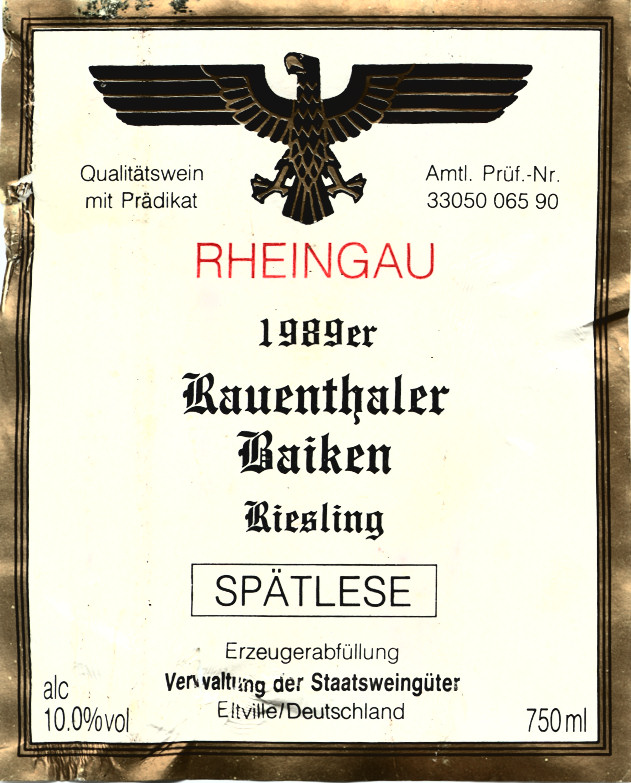 Qualitätswein
mit Prädikat
Amtl. Prüf.-Nr.
33050 065 90
RHEINGAU
1989er
Rauenthaler
Baiken
Riesling
SPÄTLESE
Erzeugerabfüllung
Verwaltung der Staatsweingüter
Eltville/Deutschland
alc
10.0%vol
750ml